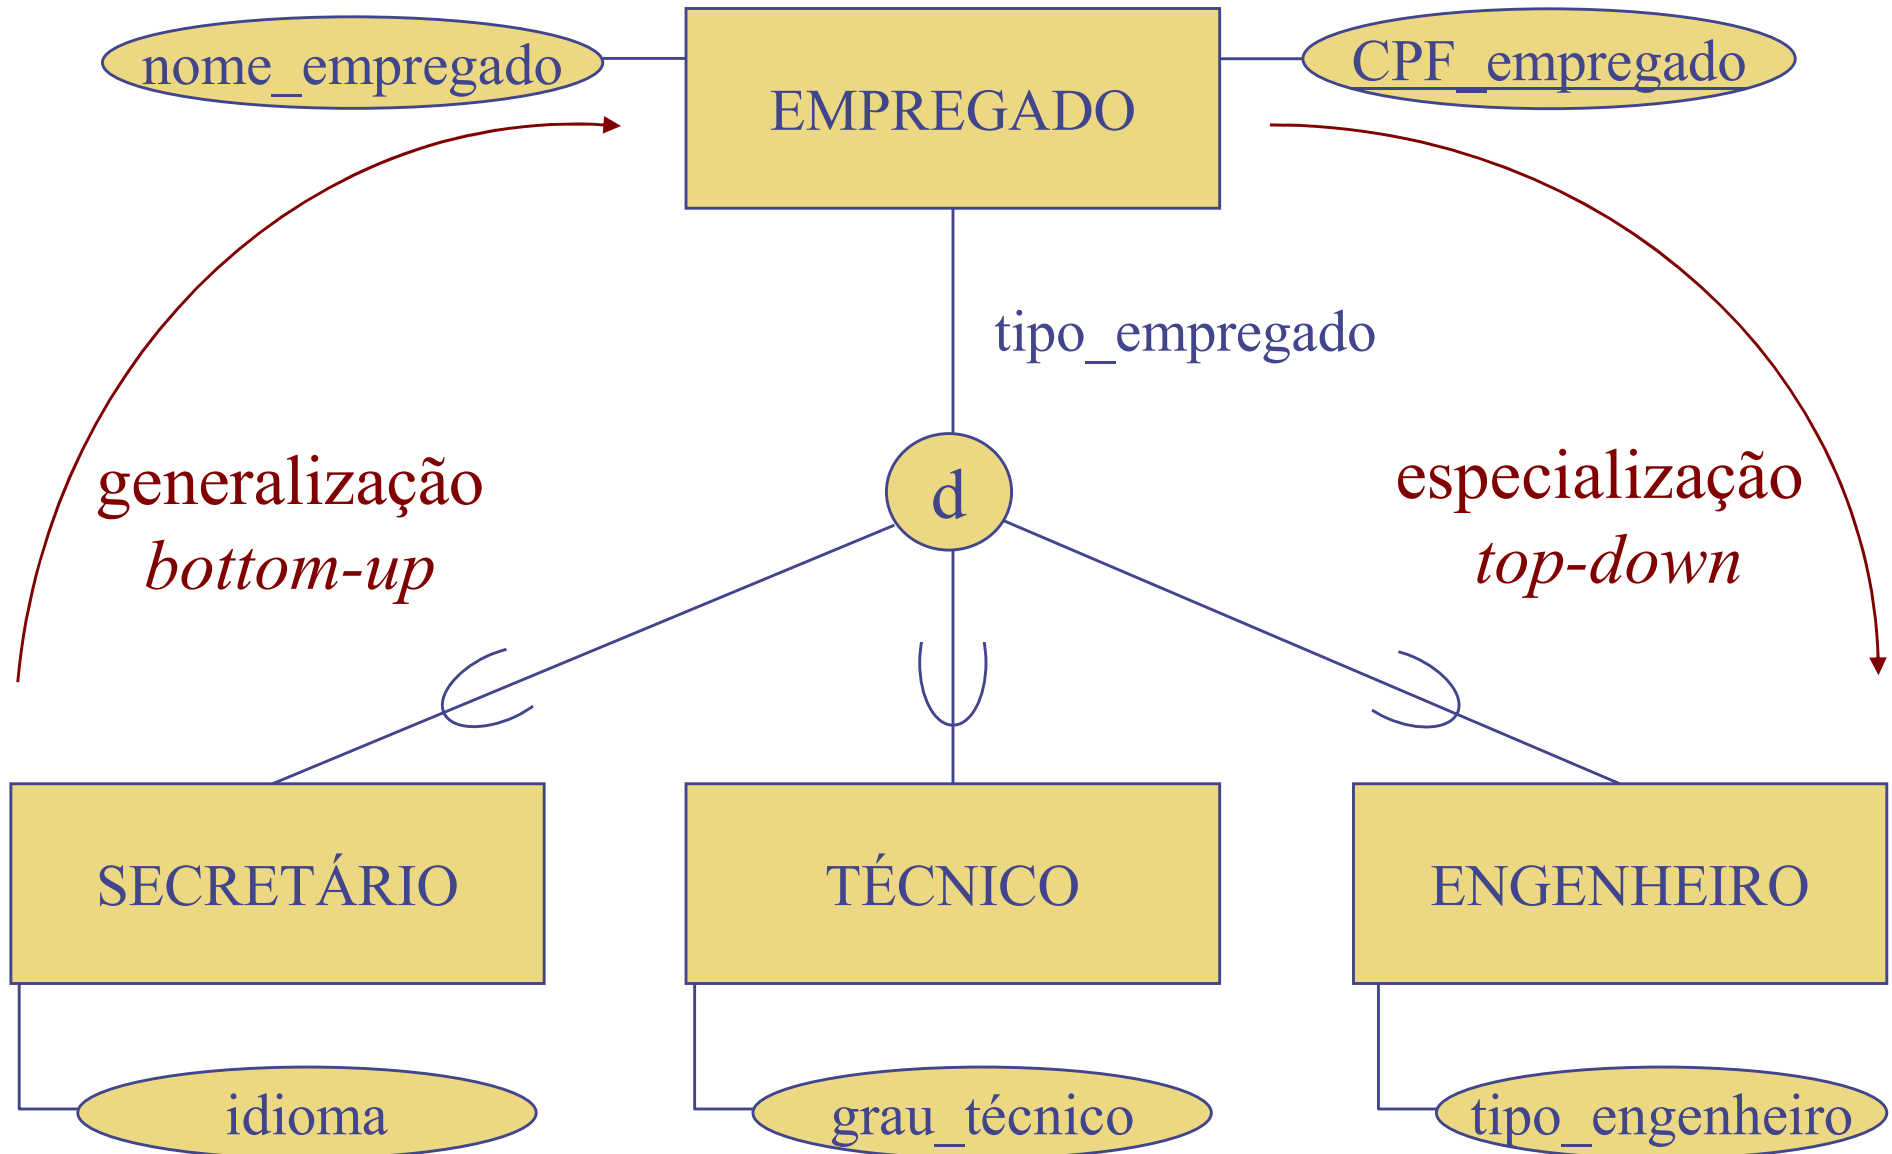 nome_empregado
CPF_empregado
EMPREGADO
tipo_empregado
generalização
bottom-up
d
especialização
top-down
SECRETÁRIO
TÉCNICO
ENGENHEIRO
idioma
grau_técnico
tipo_engenheiro